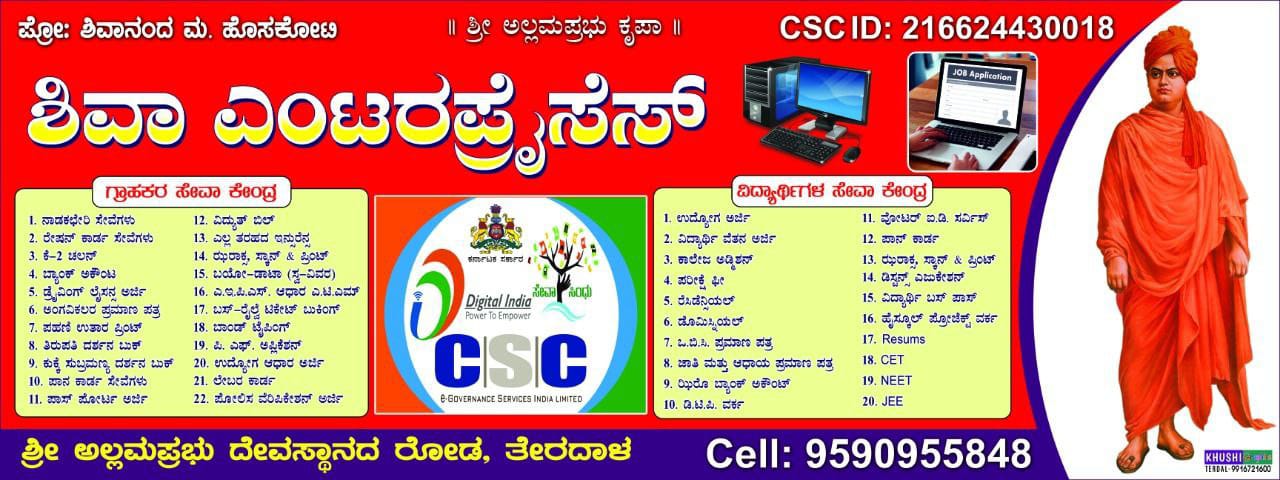 ಪ್ರೋ: ಶಿವಾನಂದ ಮ. ಹೊಸಕೋಟಿ
॥ ಶ್ರೀ ಅಲ್ಲಮಪ್ರಭು ಕೃಪಾ ॥
CSC ID: 216624430018
ಶಿವಾ ಎಂಟರಪ್ರೈಸೆಸ್
JOB Application
ಗ್ರಾಹಕರ ಸೇವಾ ಕೇಂದ್ರ
1. ನಾಡಕಛೇರಿ ಸೇವೆಗಳು
2. ರೇಷನ್ ಕಾರ್ಡ ಸೇವೆಗಳು
3. ಕೆ-2 ಚಲನ್
4. ಬ್ಯಾಂಕ್ ಅಕೌಂಟ
5. ಡ್ರೈವಿಂಗ್ ಲೈಸನ್ಸ ಅರ್ಜಿ
6. ಅಂಗವಿಕಲರ ಪ್ರಮಾಣ ಪತ್ರ
7. ಪಹಣಿ ಉತಾರ ಪ್ರಿಂಟ್
8. ತಿರುಪತಿ ದರ್ಶನ ಬುಕ್
9. ಕುಕ್ಕೆ ಸುಬ್ರಮಣ್ಯ ದರ್ಶನ ಬುಕ್
10. ಪಾನ ಕಾರ್ಡ ಸೇವೆಗಳು
11. ಪಾಸ್ ಪೋರ್ಟ ಅರ್ಜಿ
12. ವಿದ್ಯುತ್ ಬಿಲ್
13. ಎಲ್ಲ ತರಹದ ಇನ್ಸುರೆನ್ಸ
14. ಝರಾಕ್ಸ, ಸ್ಕಾನ್ & ಪ್ರಿಂಟ್
15. ಬಯೋ-ಡಾಟಾ (ಸ್ವ-ವಿವರ)
16. ಎ.ಇ.ಪಿ.ಎಸ್. ಆಧಾರ ಎ.ಟಿ.ಎಮ್
17. ಬಸ್-ರೈಲ್ವೆ ಟಿಕೇಟ್ ಬುಕಿಂಗ್
18. ಬಾಂಡ್ ಟೈಪಿಂಗ್
19. ಪಿ. ಎಫ್. ಅಪ್ಲಿಕೆಶನ್
20. ಉದ್ಯೋಗ ಆಧಾರ ಅರ್ಜಿ
21. ಲೇಬರ ಕಾರ್ಡ
22. ಪೋಲಿಸ ವೆರಿಪಿಕೇಶನ್ ಅರ್ಜಿ
ಕರ್ನಾಟಕ ಸರ್ಕಾರ
Digital India
Power To Empower
ಸೇವಾ ಸಿಂಧು
CSC
e-Governance Services India Limited
ವಿದ್ಯಾರ್ಥಿಗಳ ಸೇವಾ ಕೇಂದ್ರ
1. ಉದ್ಯೋಗ ಅರ್ಜಿ
2. ವಿದ್ಯಾರ್ಥಿ ವೆತನ ಅರ್ಜಿ
3. ಕಾಲೇಜ ಅಡ್ಮಿಶನ್
4. ಪರೀಕ್ಷೆ ಫೀ
5. ರೆಸಿಡೆನ್ಸಿಯಲ್
6. ಡೊಮಿಸ್ನಿಯಲ್
7. ಒ.ಬಿ.ಸಿ. ಪ್ರಮಾಣ ಪತ್ರ
8. ಜಾತಿ ಮತ್ತು ಆಧಾಯ ಪ್ರಮಾಣ ಪತ್ರ
9. ಝಿರೊ ಬ್ಯಾಂಕ್ ಅಕೌಂಟ್
10. ಡಿ.ಟಿ.ಪಿ. ವರ್ಕ
11. ವೋಟರ್ ಐ.ಡಿ. ಸರ್ವಿಸ್
12. ಪಾನ್ ಕಾರ್ಡ
13. ಝರಾಕ್ಸ, ಸ್ಕಾನ್ & ಪ್ರಿಂಟ್
14. ಡಿಸ್ಟನ್ಸ್ ಎಜುಕೇಶನ್
15. ವಿದ್ಯಾರ್ಥಿ ಬಸ್ ಪಾಸ್
16. ಹೈಸ್ಕೂಲ್ ಪ್ರೋಜೆಕ್ಟ್ ವರ್ಕ
17. Resums
18. CET
19. NEET
20. JEE
ಶ್ರೀ ಅಲ್ಲಮಪ್ರಭು ದೇವಸ್ಥಾನದ ರೋಡ, ತೇರದಾಳ
Cell: 9590955848
KHUSHI
TERDAL-9916721600